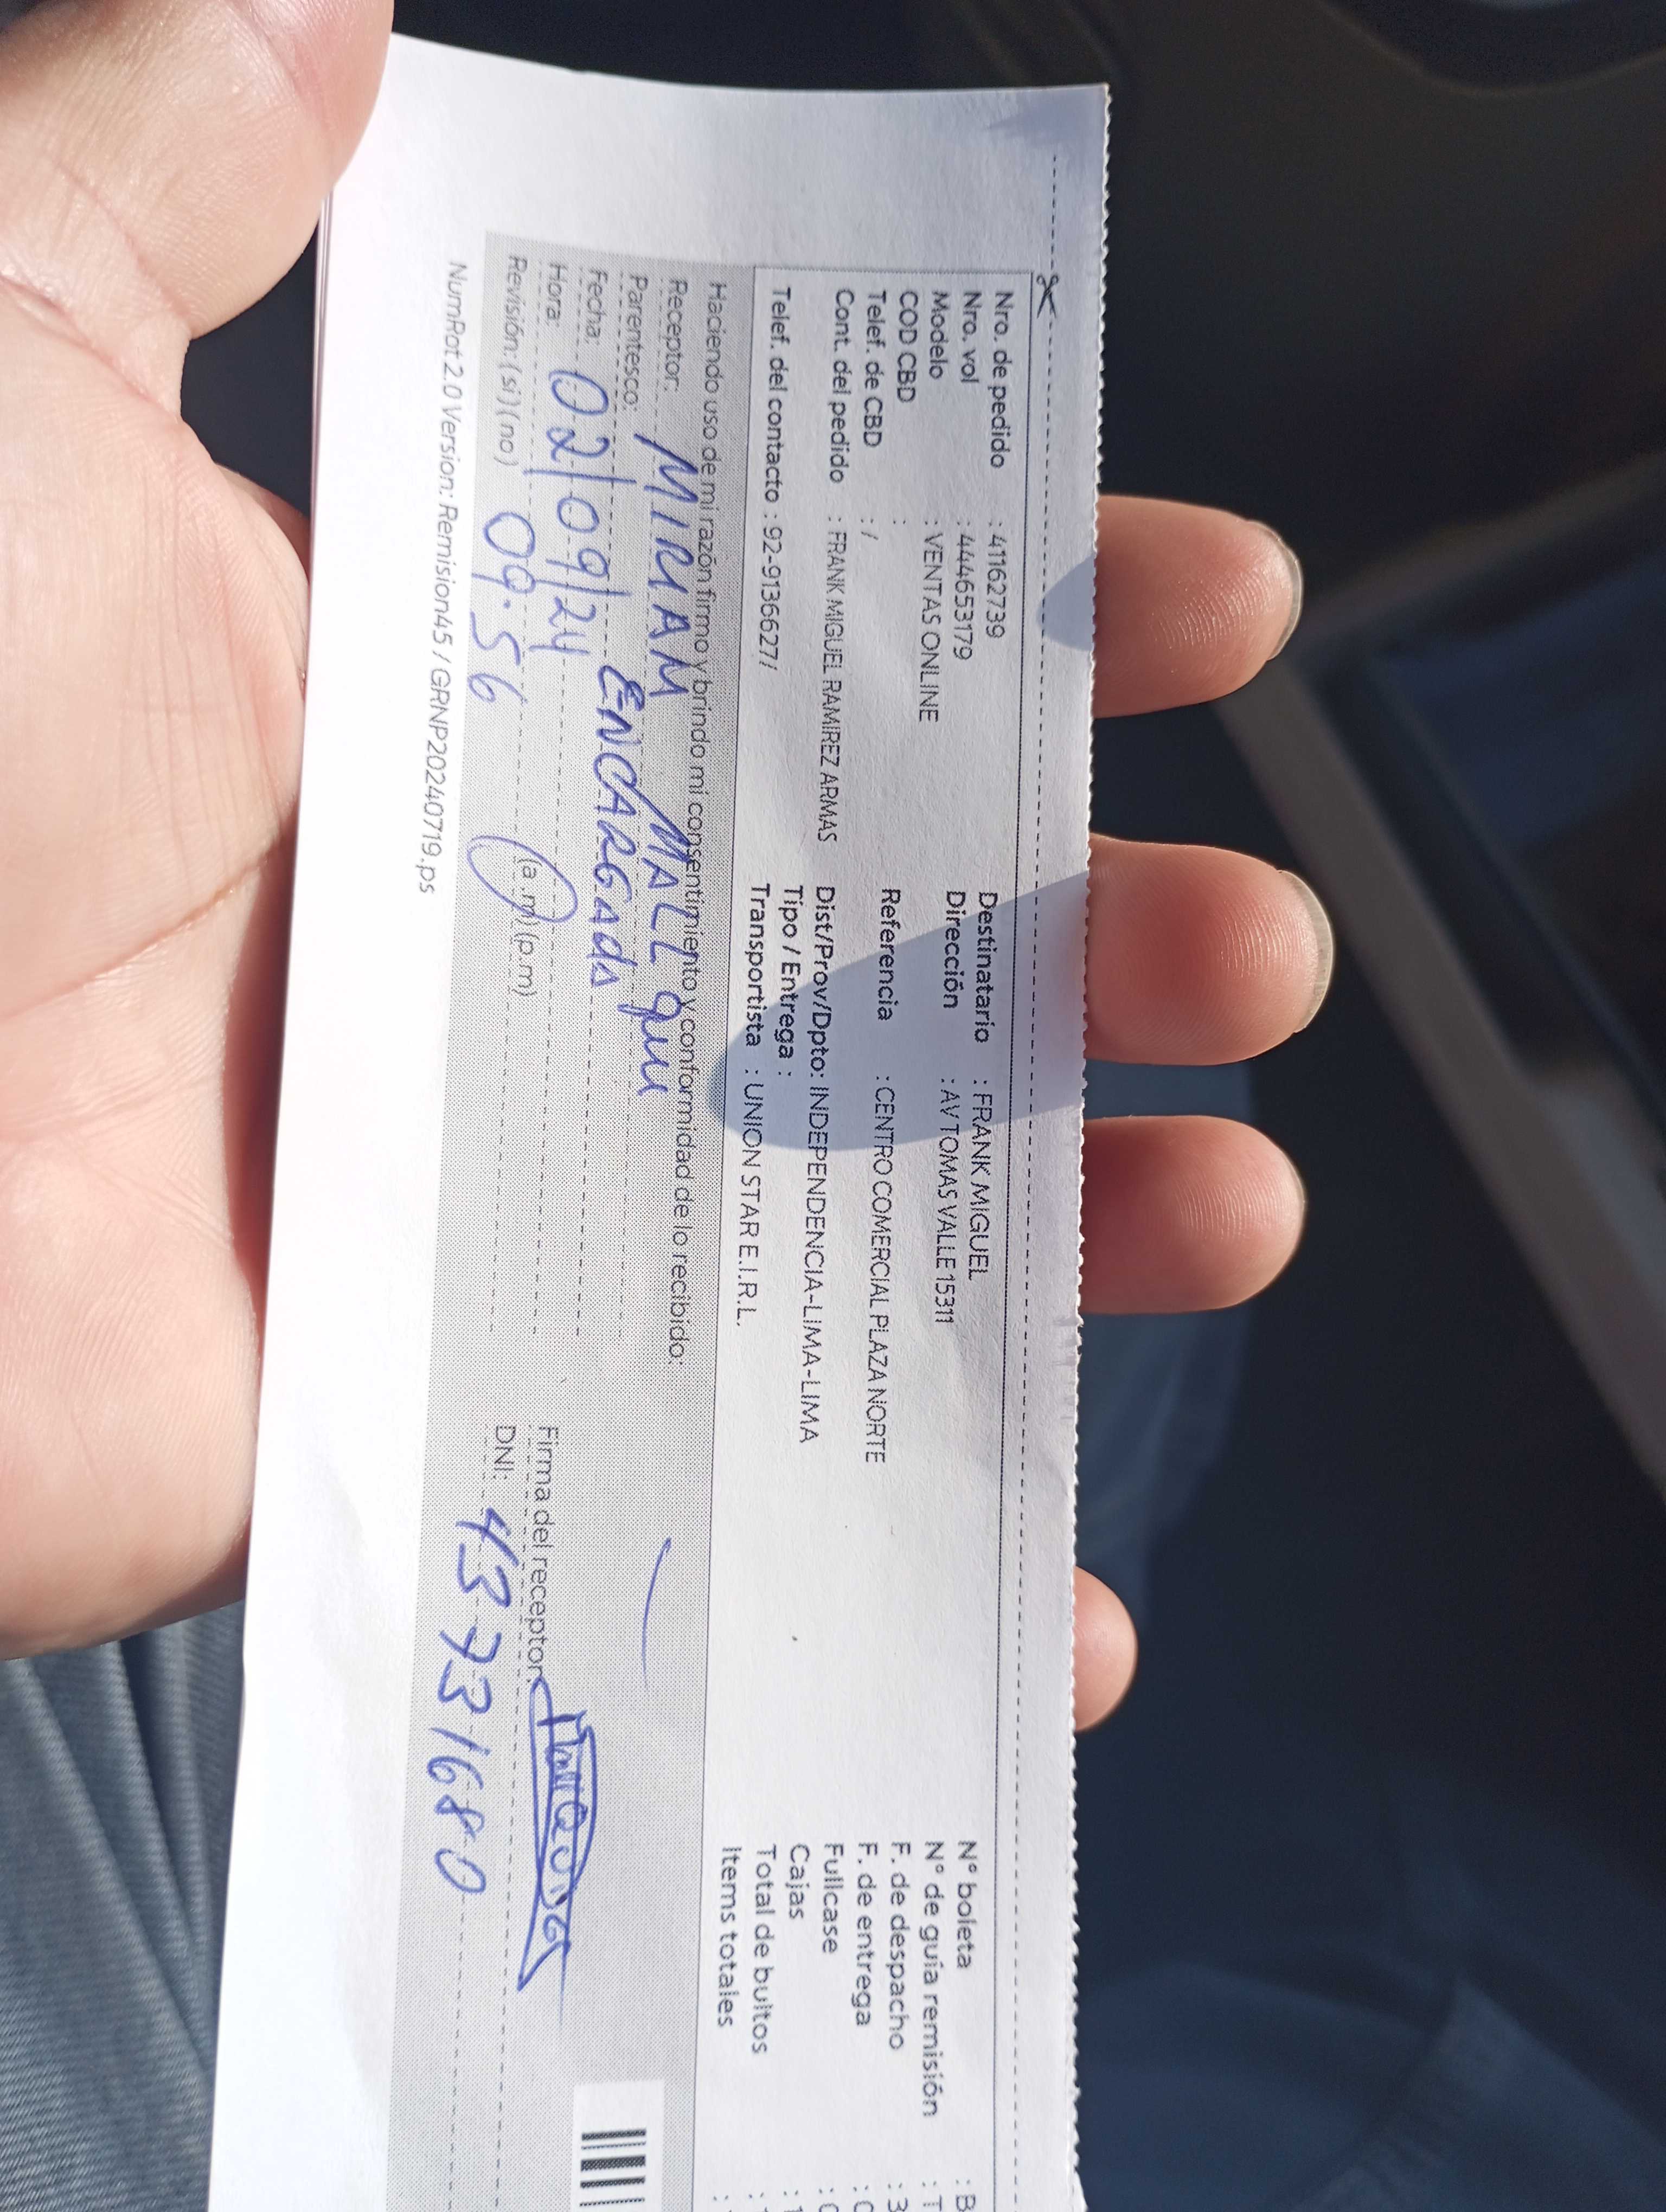 Nro. de pedido : 41162739
Nro. vol : 444653179
Modelo : VENTAS ONLINE
COD CBD :
Telef. de CBD : /
Cont. del pedido : FRANK MIGUEL RAMIREZ ARMAS
Telef. del contacto : 92-9136627/
Destinatario : FRANK MIGUEL
Dirección : AV TOMAS VALLE 15311
Referencia : CENTRO COMERCIAL PLAZA NORTE
Dist/Prov/Dpto: INDEPENDENCIA-LIMA-LIMA
Tipo / Entrega :
Transportista : UNION STAR E.I.R.L.
N° boleta : B
N° de guía remisión : T
F. de despacho : 3
F. de entrega : 0
Fullcase : 0
Cajas : 1
Total de bultos :
Items totales :
Haciendo uso de mi razón firmo y brindo mi consentimiento y conformidad de lo recibido:
Receptor: MIRIAM
Parentesco: ENCARGADA
Fecha: 02/09/24
Hora: 09:56 (a.m) (p.m)
Revisión: (si) (no)
Firma del receptor:
DNI: 43731680
NumRot 2.0 Version: Remision45 / GRNP20240719.ps